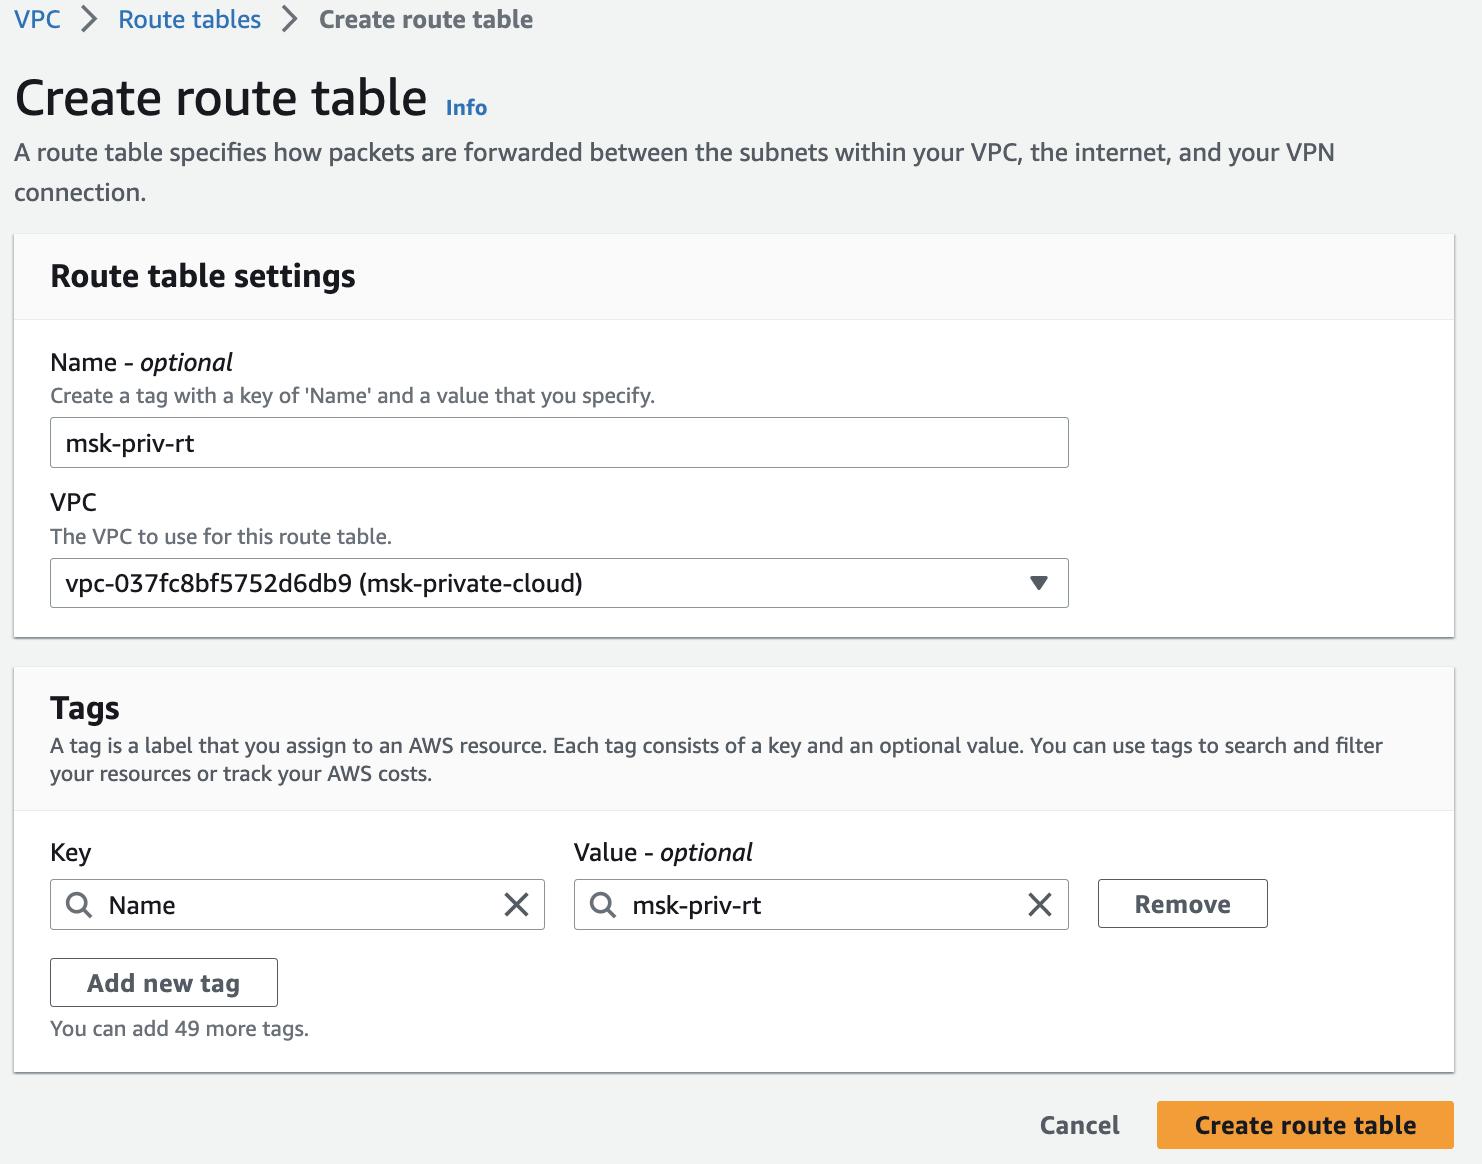 VPC > Route tables > Create route table
Create route table Info
A route table specifies how packets are forwarded between the subnets within your VPC, the internet, and your VPN
connection.
Route table settings
Name - optional
Create a tag with a key of 'Name' and a value that you specify.
msk-priv-rt
VPC
The VPC to use for this route table.
vpc-037fc8bf5752d6db9 (msk-private-cloud)
Tags
A tag is a label that you assign to an AWS resource. Each tag consists of a key and an optional value. You can use tags to search and filter
your resources or track your AWS costs.
Key Value - optional
Name msk-priv-rt Remove
Add new tag
You can add 49 more tags.
Cancel Create route table